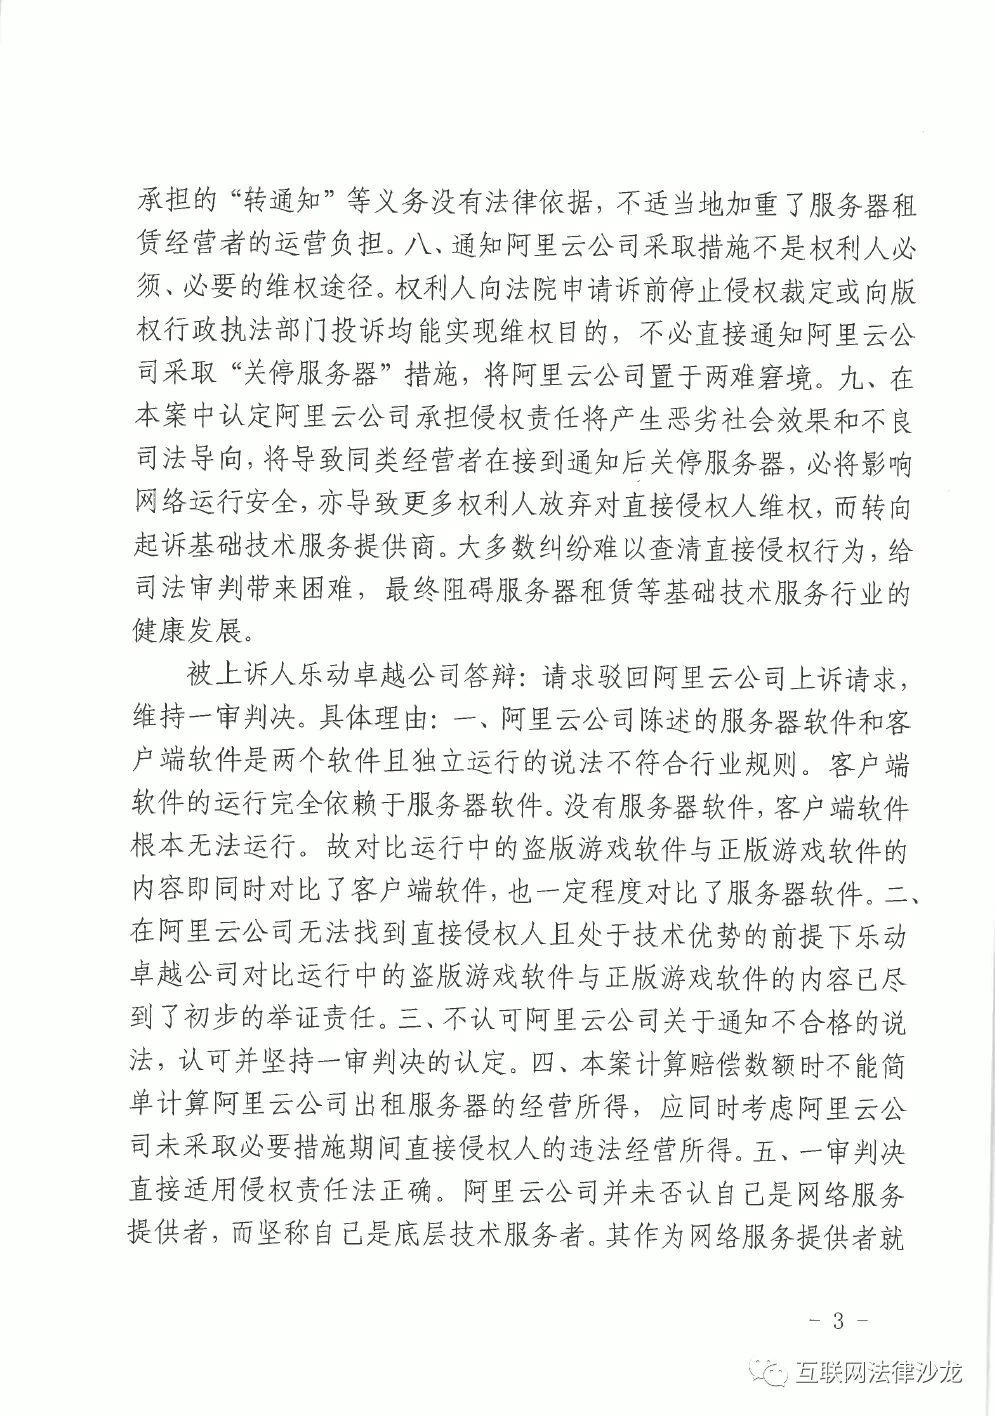 承担的“转通知”等义务没有法律依据，不适当地加重了服务器租
赁经营者的运营负担。八、通知阿里云公司采取措施不是权利人必
须、必要的维权途径。权利人向法院申请诉前停止侵权裁定或向版
权行政执法部门投诉均能实现维权目的，不必直接通知阿里云公
司采取“关停服务器”措施，将阿里云公司置于两难窘境。九、在
本案中认定阿里云公司承担侵权责任将产生恶劣社会效果和不良
司法导向，将导致同类经营者在接到通知后关停服务器，必将影响
网络运行安全，亦导致更多权利人放弃对直接侵权人维权，而转向
起诉基础技术服务提供商。大多数纠纷难以查清直接侵权行为，给
司法审判带来困难，最终阻碍服务器租赁等基础技术服务行业的
健康发展。
被上诉人乐动卓越公司答辩：请求驳回阿里云公司上诉请求，
维持一审判决。具体理由：一、阿里云公司陈述的服务器软件和客
户端软件是两个软件且独立运行的说法不符合行业规则。客户端
软件的运行完全依赖于服务器软件。没有服务器软件，客户端软件
根本无法运行。故对比运行中的盗版游戏软件与正版游戏软件的
内容即同时对比了客户端软件，也一定程度对比了服务器软件。二、
在阿里云公司无法找到直接侵权人且处于技术优势的前提下乐动
卓越公司对比运行中的盗版游戏软件与正版游戏软件的内容已尽
到了初步的举证责任。三、不认可阿里云公司关于通知不合格的说
法，认可并坚持一审判决的认定。四、本案计算赔偿数额时不能简
单计算阿里云公司出租服务器的经营所得，应同时考虑阿里云公
司未采取必要措施期间直接侵权人的违法经营所得。五、一审判决
直接适用侵权责任法正确。阿里云公司并未否认自己是网络服务
提供者，而坚称自己是底层技术服务者。其作为网络服务提供者就
- 3 -
互联网法律沙龙